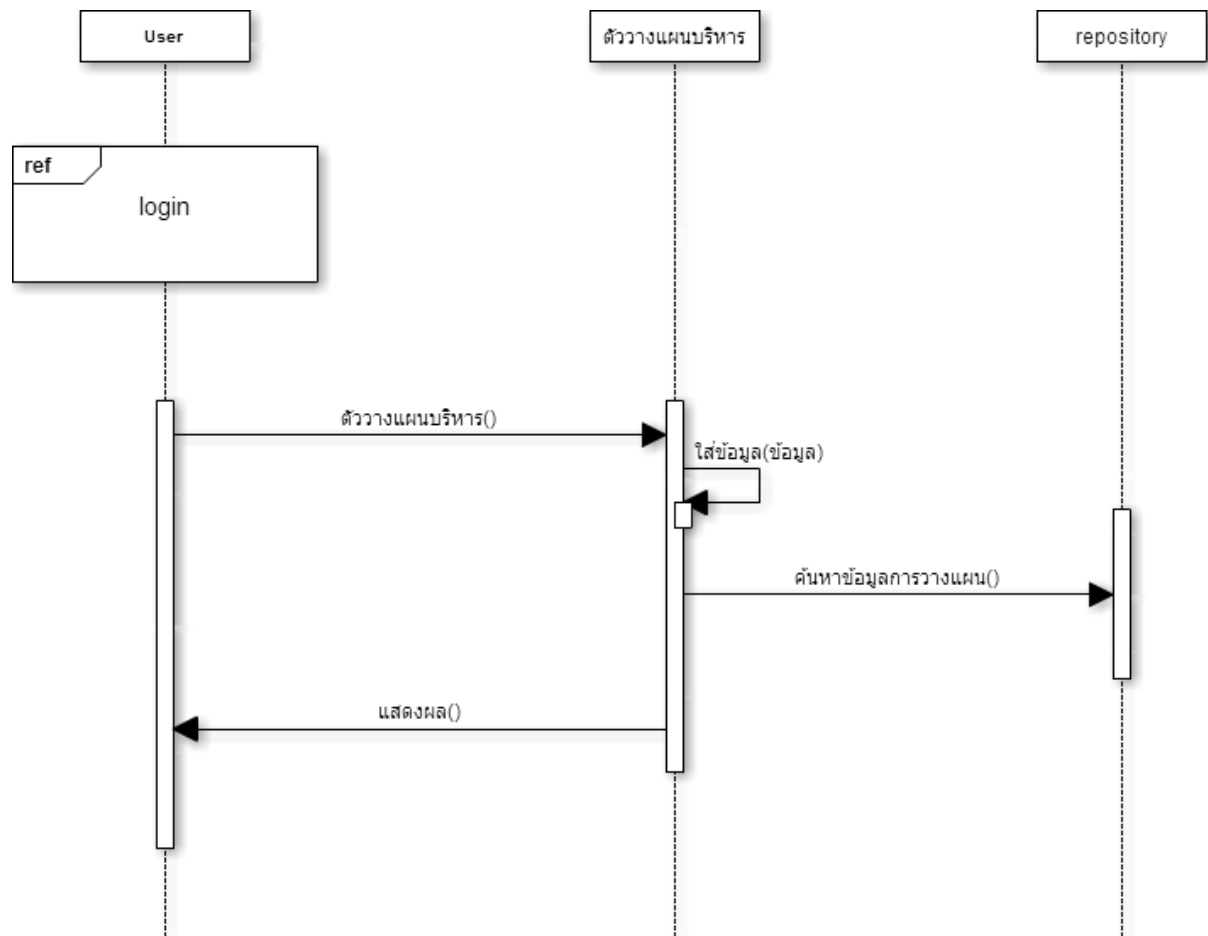 User
ตัววางแผนบริหาร
repository
ref
login
ตัววางแผนบริหาร()
ใส่ข้อมูล(ข้อมูล)
ค้นหาข้อมูลการวางแผน()
แสดงผล()